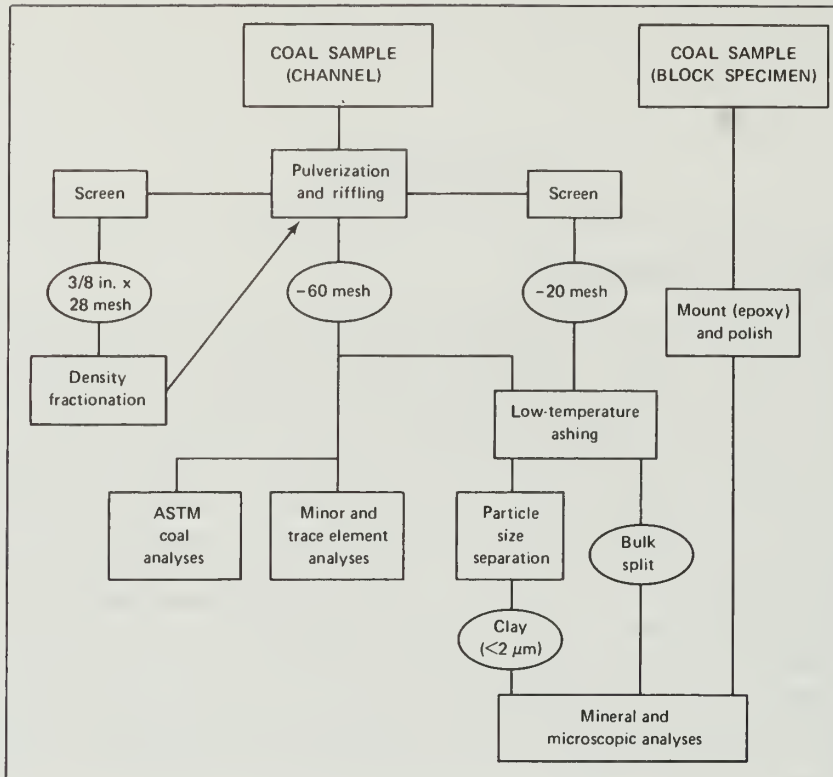 COAL SAMPLE
(CHANNEL)
COAL SAMPLE
(BLOCK SPECIMEN)
Pulverization
and riffling
Screen
Screen
3/8 in. x
28 mesh
-60 mesh
-20 mesh
Mount (epoxy)
and polish
Density
fractionation
Low-temperature
ashing
ASTM
coal
analyses
Minor and
trace element
analyses
Particle
size
separation
Bulk
split
Clay
(<2 μm)
Mineral and
microscopic analyses